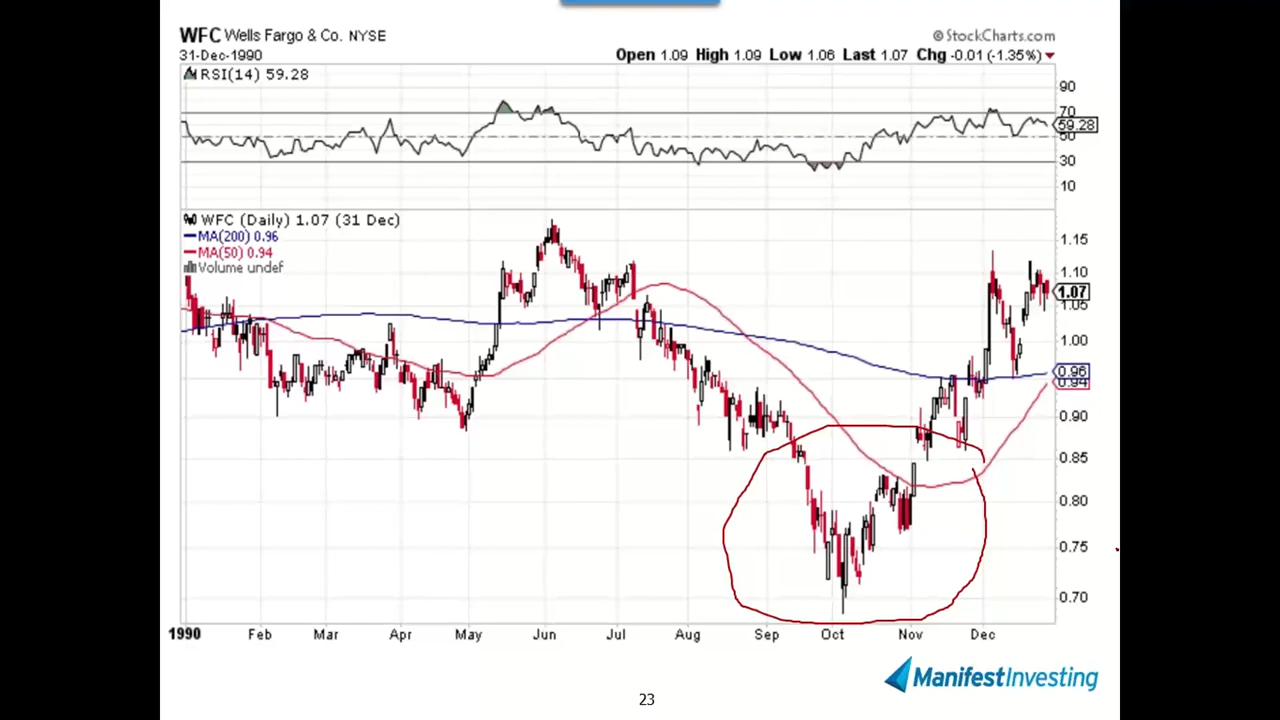 WFC Wells Fargo & Co. NYSE
© StockCharts.com
31-Dec-1990
Open 1.09 High 1.09 Low 1.06 Last 1.07 Chg -0.01 (-1.35%)
RSI(14) 59.28
90
70
59.28
50
30
10
WFC (Daily) 1.07 (31 Dec)
MA(200) 0.96
MA(50) 0.94
Volume undef
1.15
1.10
1.07
1.05
1.00
0.96
0.94
0.90
0.85
0.80
0.75
0.70
1990 Feb Mar Apr May Jun Jul Aug Sep Oct Nov Dec
ManifestInvesting
23